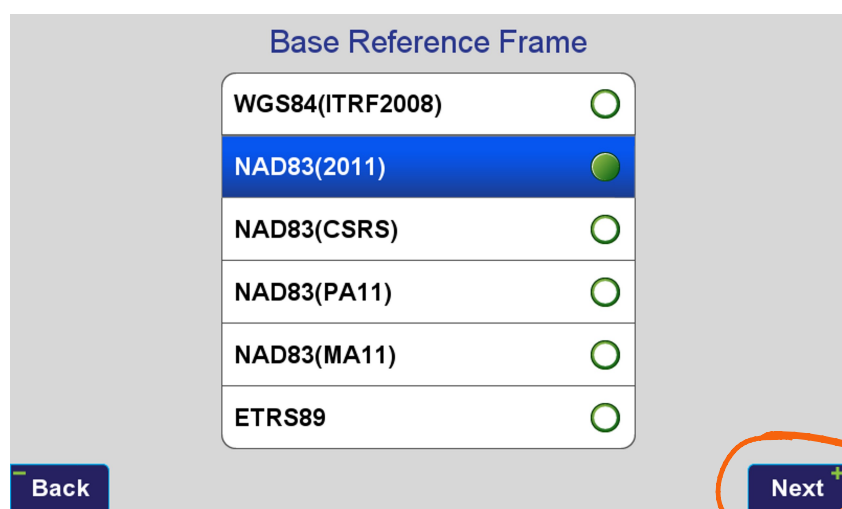 Base Reference Frame
WGS84(ITRF2008)
NAD83(2011)
NAD83(CSRS)
NAD83(PA11)
NAD83(MA11)
ETRS89
- Back
Next +